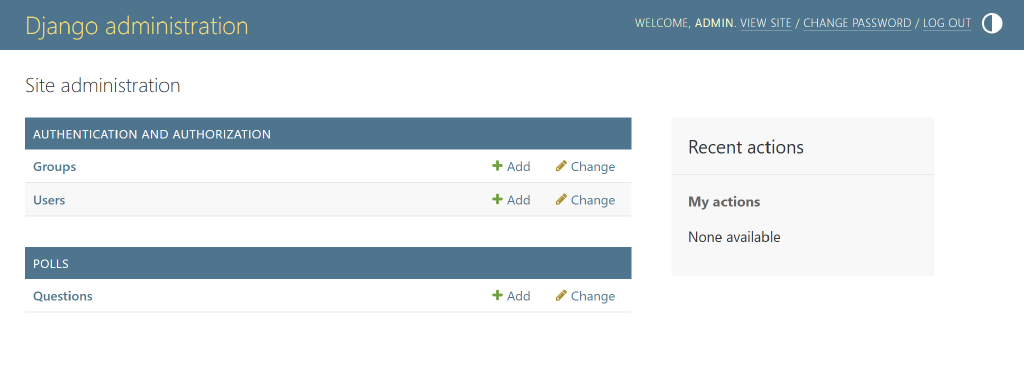 Django administration
WELCOME, ADMIN. VIEW SITE / CHANGE PASSWORD / LOG OUT
Site administration
AUTHENTICATION AND AUTHORIZATION
Groups Add Change
Users Add Change
POLLS
Questions Add Change
Recent actions
My actions
None available